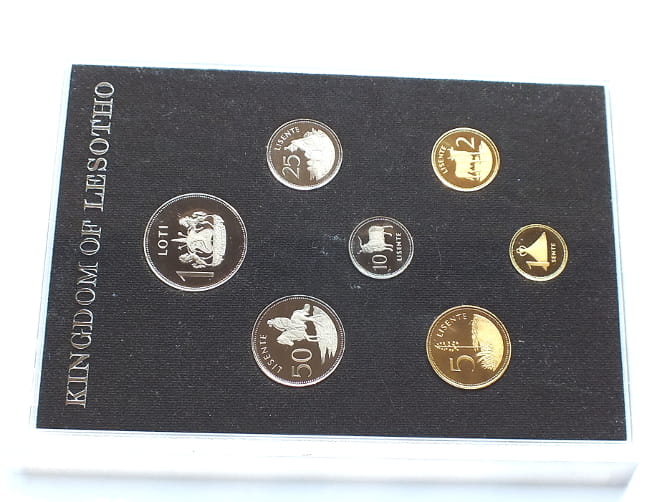 KINGDOM OF LESOTHO
LOTI
1
25
LISENTE
50
LISENTE
10
LISENTE
LISENTE
2
LISENTE
5
1
SENTE